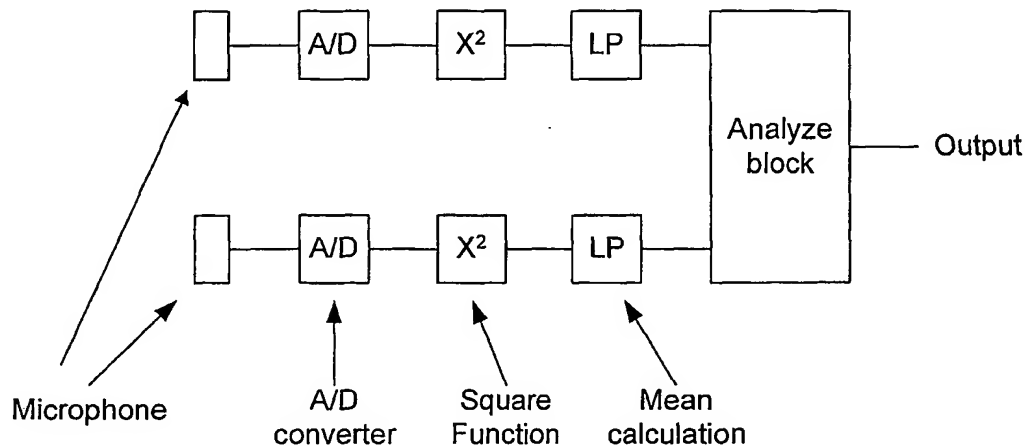 A/D X² LP
Analyze
block
Output
A/D X² LP
Microphone
A/D
converter
Square
Function
Mean
calculation